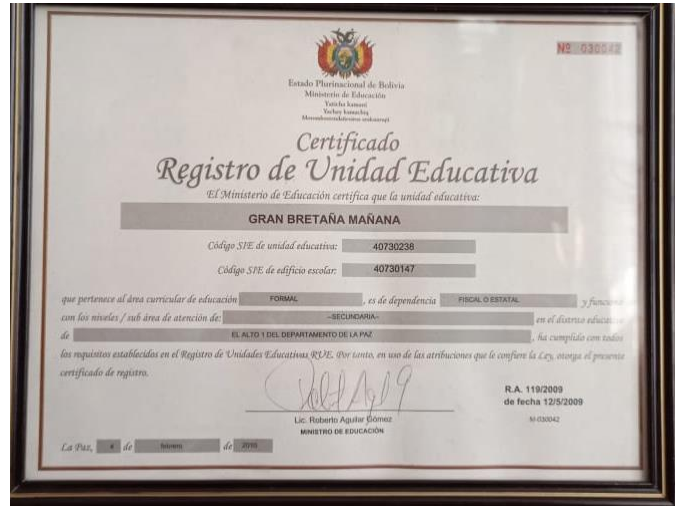 Nº 030042
Estado Plurinacional de Bolivia
Ministerio de Educación
Yaticha kamani
Yachay kamachiq
Certificado
Registro de Unidad Educativa
El Ministerio de Educación certifica que la unidad educativa:
GRAN BRETAÑA MAÑANA
Código SIE de unidad educativa: 40730238
Código SIE de edificio escolar: 40730147
que pertenece al área curricular de educación FORMAL , es de dependencia FISCAL O ESTATAL y funciona
con los niveles / sub área de atención de: --SECUNDARIA-- en el distrito educativo
de EL ALTO 1 DEL DEPARTAMENTO DE LA PAZ , ha cumplido con todos
los requisitos establecidos en el Registro de Unidades Educativas RUE. Por tanto, en uso de las atribuciones que le confiere la Ley, otorga el presente
certificado de registro.
R.A. 119/2009
de fecha 12/5/2009
Lic. Roberto Aguilar Gómez
MINISTRO DE EDUCACIÓN
La Paz, 4 de febrero de 2010